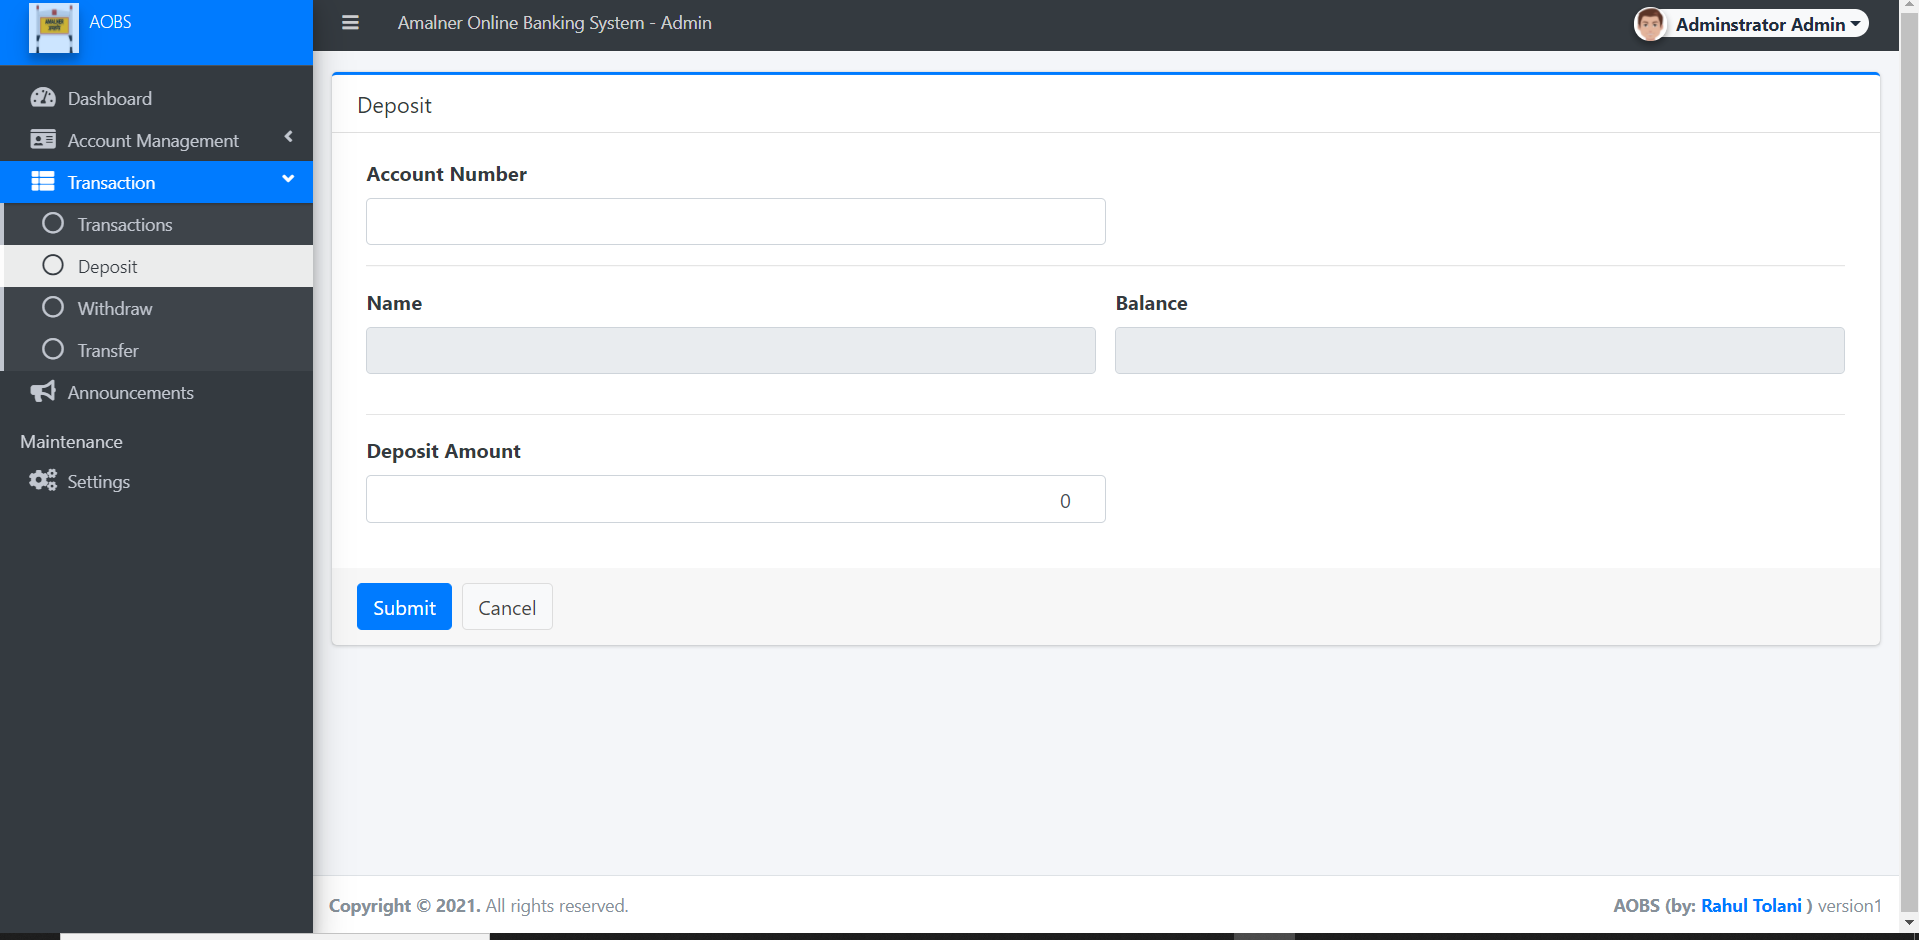 AOBS
Amalner Online Banking System - Admin
Adminstrator Admin
Dashboard
Account Management
Transaction
Transactions
Deposit
Withdraw
Transfer
Announcements
Maintenance
Settings
Deposit
Account Number
Name
Balance
Deposit Amount
0
Submit
Cancel
Copyright © 2021. All rights reserved.
AOBS (by: Rahul Tolani ) version1